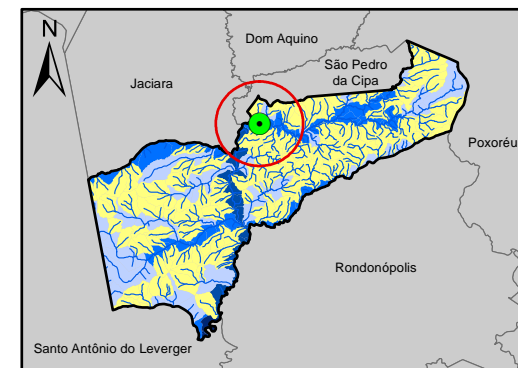 N
Dom Aquino
São Pedro
da Cipa
Jaciara
Poxoréu
Rondonópolis
Santo Antônio do Leverger